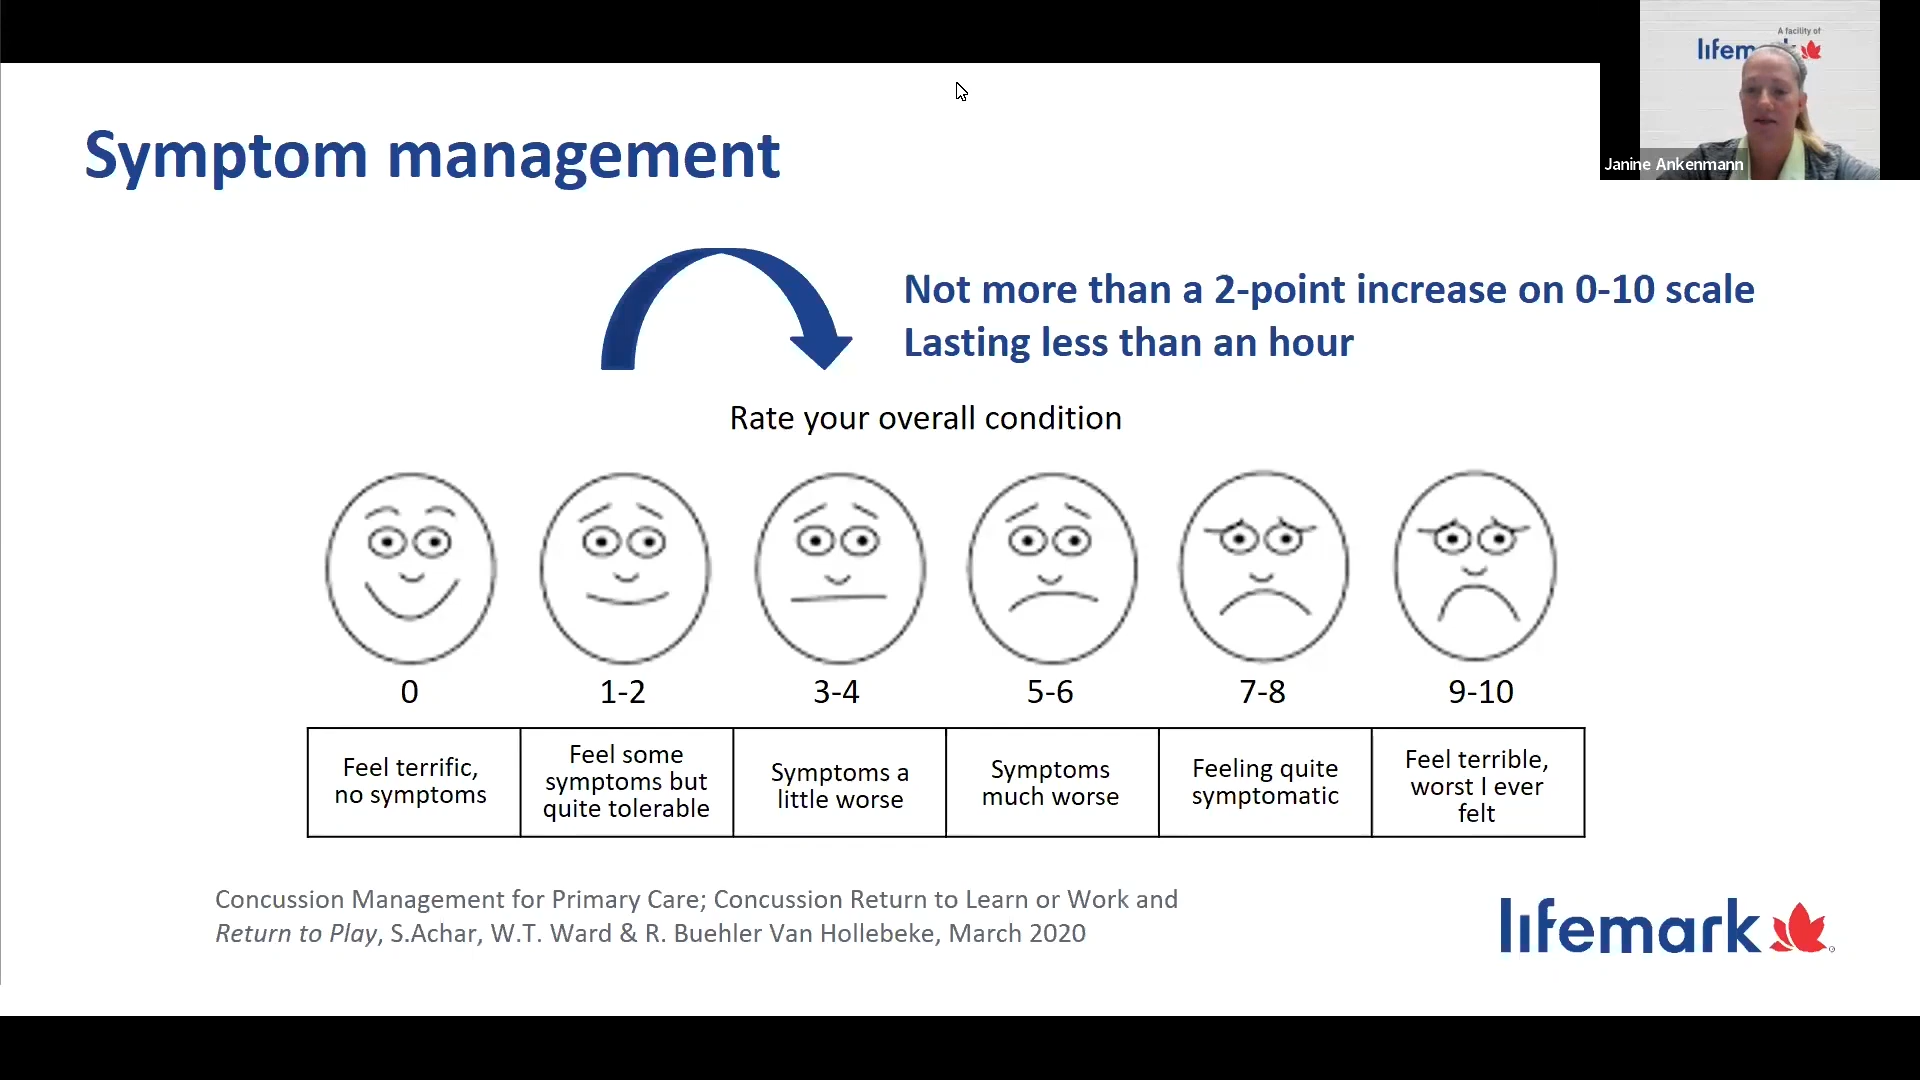 A facility of
lifem
Janine Ankenmann
Symptom management
Not more than a 2-point increase on 0-10 scale
Lasting less than an hour
Rate your overall condition
0
1-2
3-4
5-6
7-8
9-10
Feel terrific,
no symptoms
Feel some
symptoms but
quite tolerable
Symptoms a
little worse
Symptoms
much worse
Feeling quite
symptomatic
Feel terrible,
worst I ever
felt
Concussion Management for Primary Care; Concussion Return to Learn or Work and
Return to Play, S.Achar, W.T. Ward & R. Buehler Van Hollebeke, March 2020
lifemark